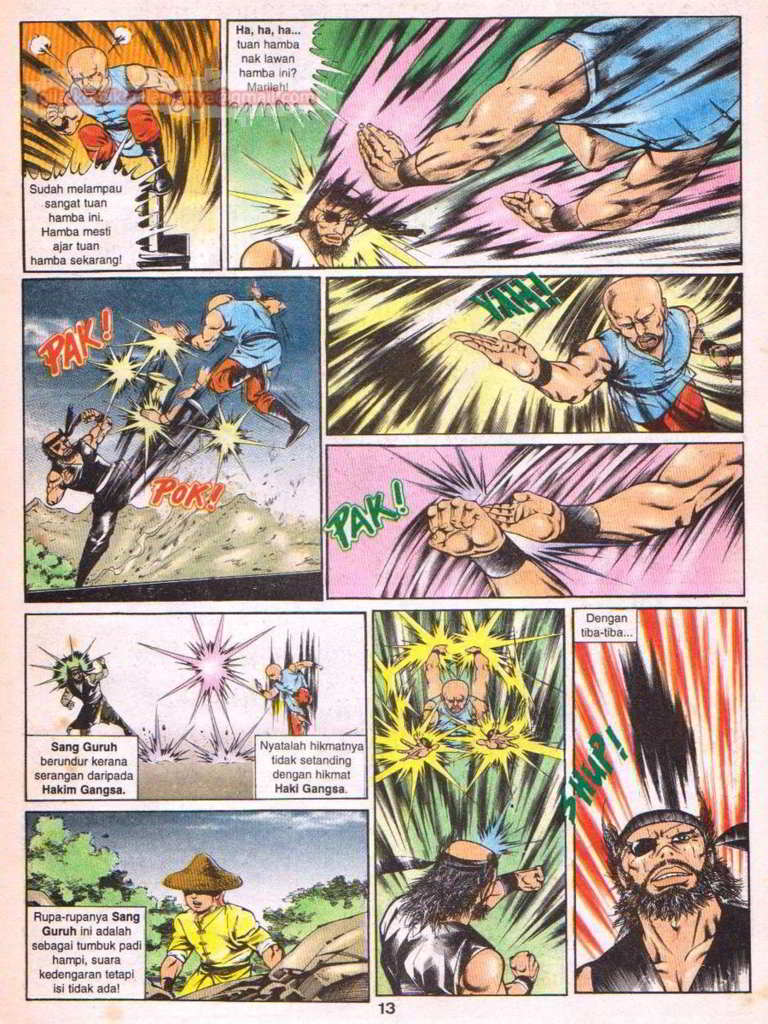 Sudah melampau
sangat tuan
hamba ini.
Hamba mesti
ajar tuan
hamba sekarang!
Ha, ha, ha...
tuan hamba
nak lawan
hamba ini?
Marilah!
PAK!
POK!
YAH!
PAK!
Sang Guruh
berundur kerana
serangan daripada
Hakim Gangsa.
Nyatalah hikmatnya
tidak setanding
dengan hikmat
Haki Gangsa.
Dengan
tiba-tiba...
SHUP!
Rupa-rupanya Sang
Guruh ini adalah
sebagai tumbuk padi
hampi, suara
kedengaran tetapi
isi tidak ada!
13